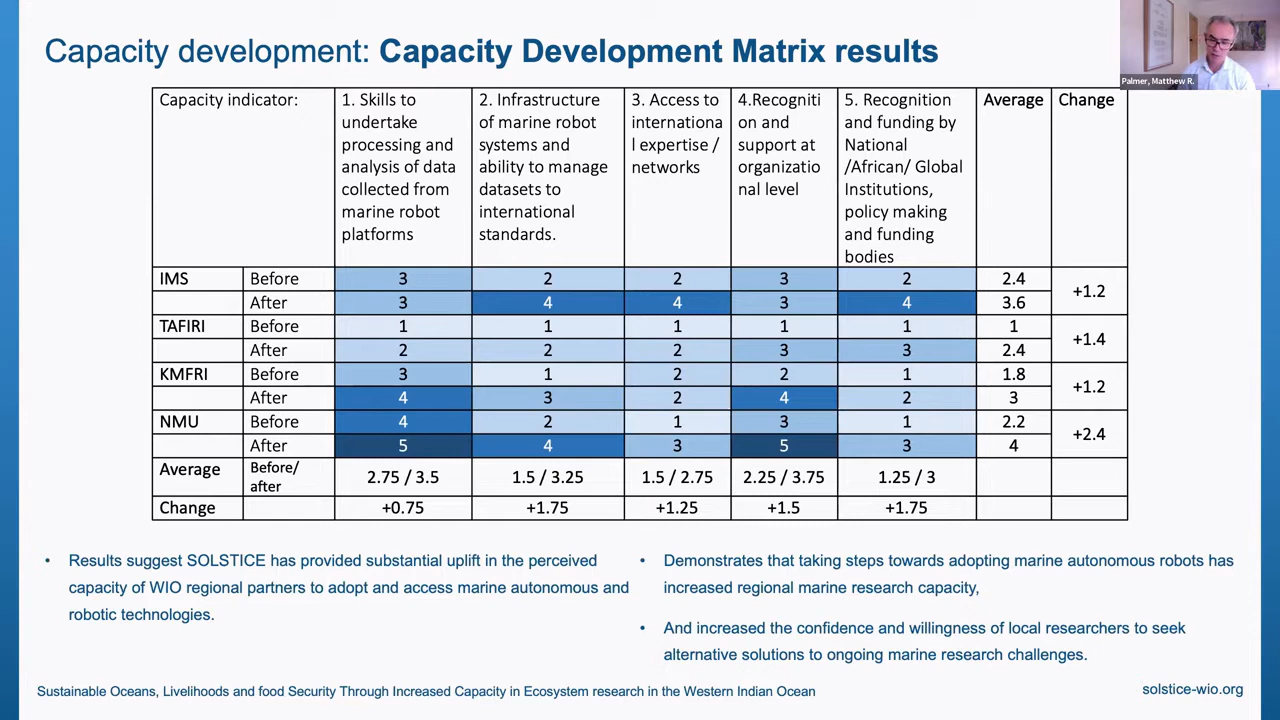 Capacity development: Capacity Development Matrix results
Palmer, Matthew R.
Capacity indicator:
1. Skills to
undertake
processing and
analysis of data
collected from
marine robot
platforms
2. Infrastructure
of marine robot
systems and
ability to manage
datasets to
international
standards.
3. Access to
internationa
l expertise /
networks
4.Recogniti
on and
support at
organizatio
nal level
5. Recognition
and funding by
National
/African/ Global
Institutions,
policy making
and funding
bodies
Average
Change
IMS Before 3 2 2 3 2 2.4
+1.2
After 3 4 4 3 4 3.6
TAFIRI Before 1 1 1 1 1 1
+1.4
After 2 2 2 3 3 2.4
KMFRI Before 3 1 2 2 1 1.8
+1.2
After 4 3 2 4 2 3
NMU Before 4 2 1 3 1 2.2
+2.4
After 5 4 3 5 3 4
Average Before/
after
2.75 / 3.5 1.5 / 3.25 1.5 / 2.75 2.25 / 3.75 1.25 / 3
Change +0.75 +1.75 +1.25 +1.5 +1.75
• Results suggest SOLSTICE has provided substantial uplift in the perceived
capacity of WIO regional partners to adopt and access marine autonomous and
robotic technologies.
• Demonstrates that taking steps towards adopting marine autonomous robots has
increased regional marine research capacity,
• And increased the confidence and willingness of local researchers to seek
alternative solutions to ongoing marine research challenges.
Sustainable Oceans, Livelihoods and food Security Through Increased Capacity in Ecosystem research in the Western Indian Ocean
solstice-wio.org